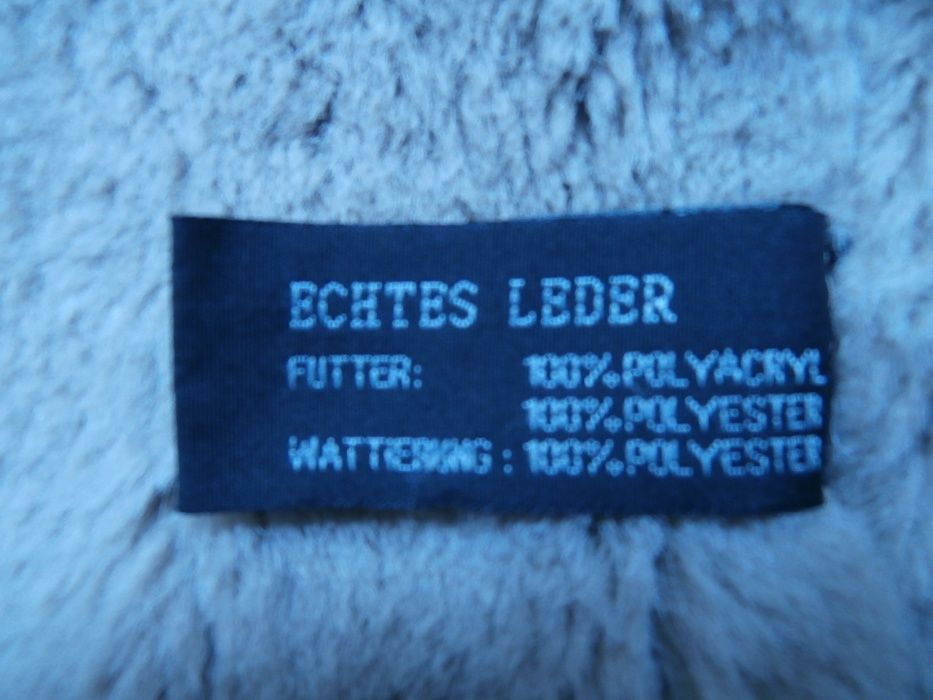 ECHTES LEDER
FUTTER: 100%.POLYACRYL
100%.POLYESTER
WATTIERUNG: 100%.POLYESTER